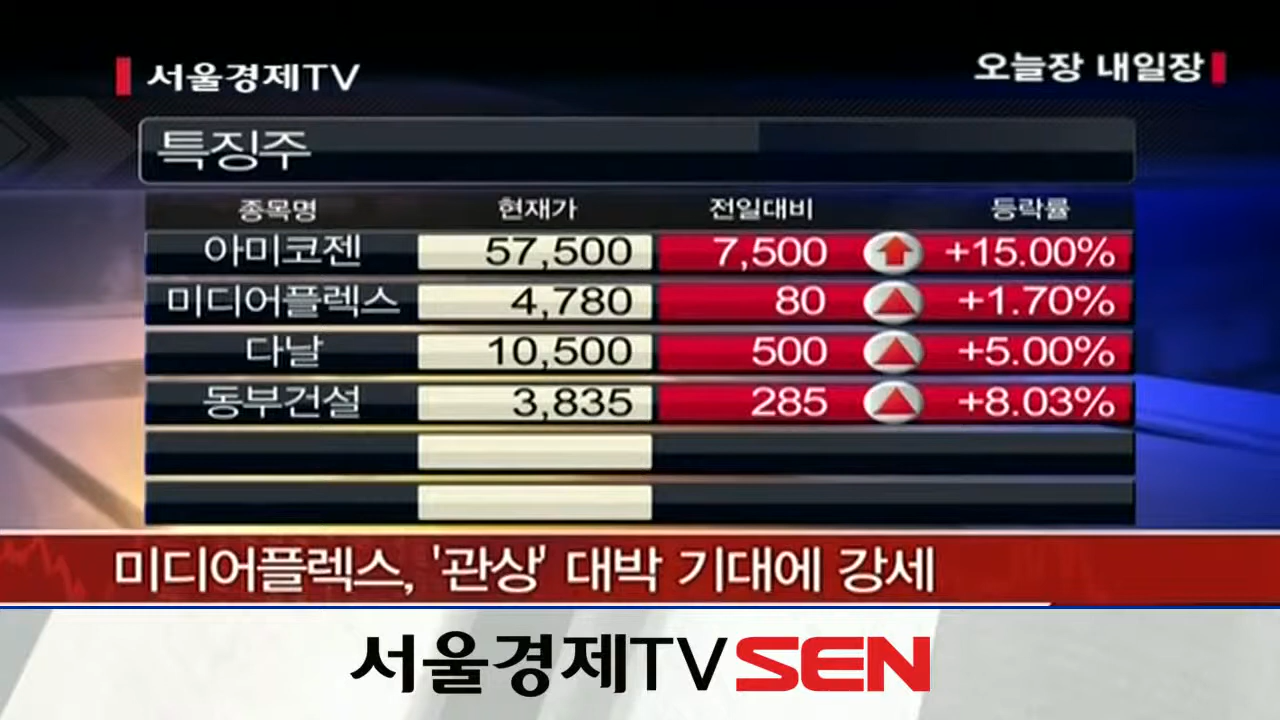 서울경제TV
오늘장 내일장
특징주
종목명 현재가 전일대비 등락률
아미코젠 57,500 7,500 +15.00%
미디어플렉스 4,780 80 +1.70%
다날 10,500 500 +5.00%
동부건설 3,835 285 +8.03%
미디어플렉스, '관상' 대박 기대에 강세
서울경제TV SEN